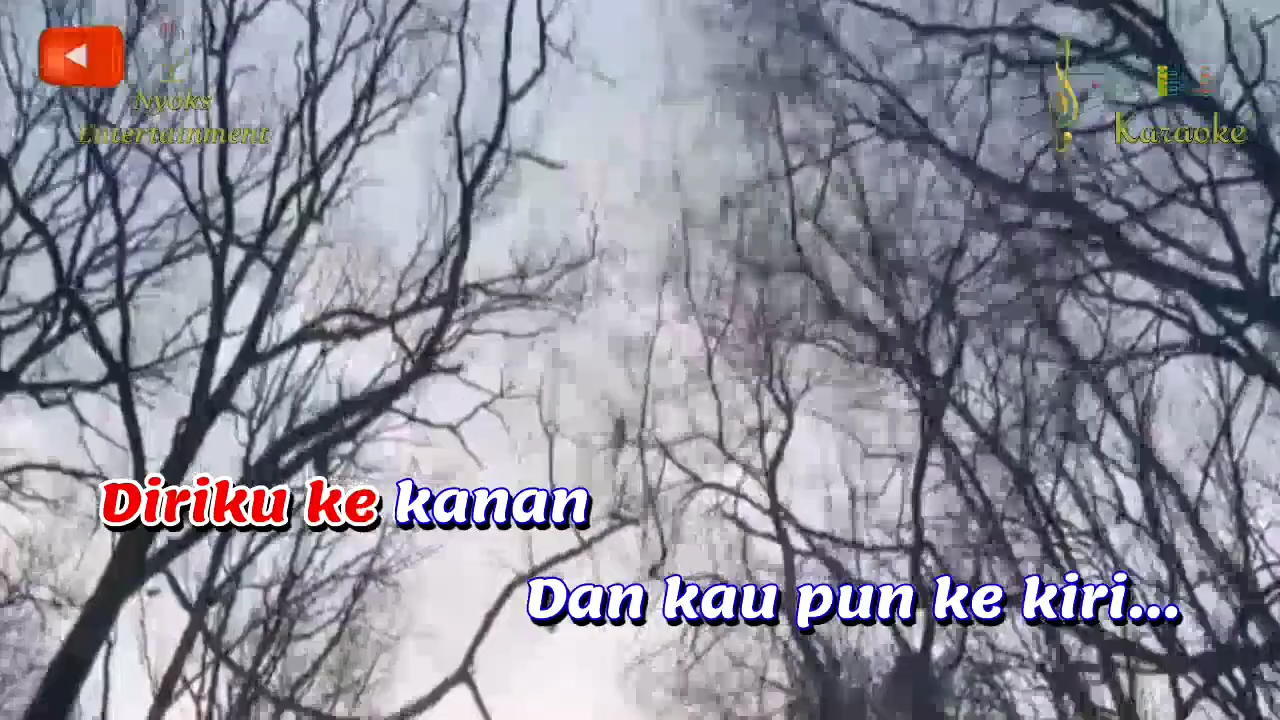 Nyoks
Entertainment
Karaoke
Diriku ke kanan
Dan kau pun ke kiri...